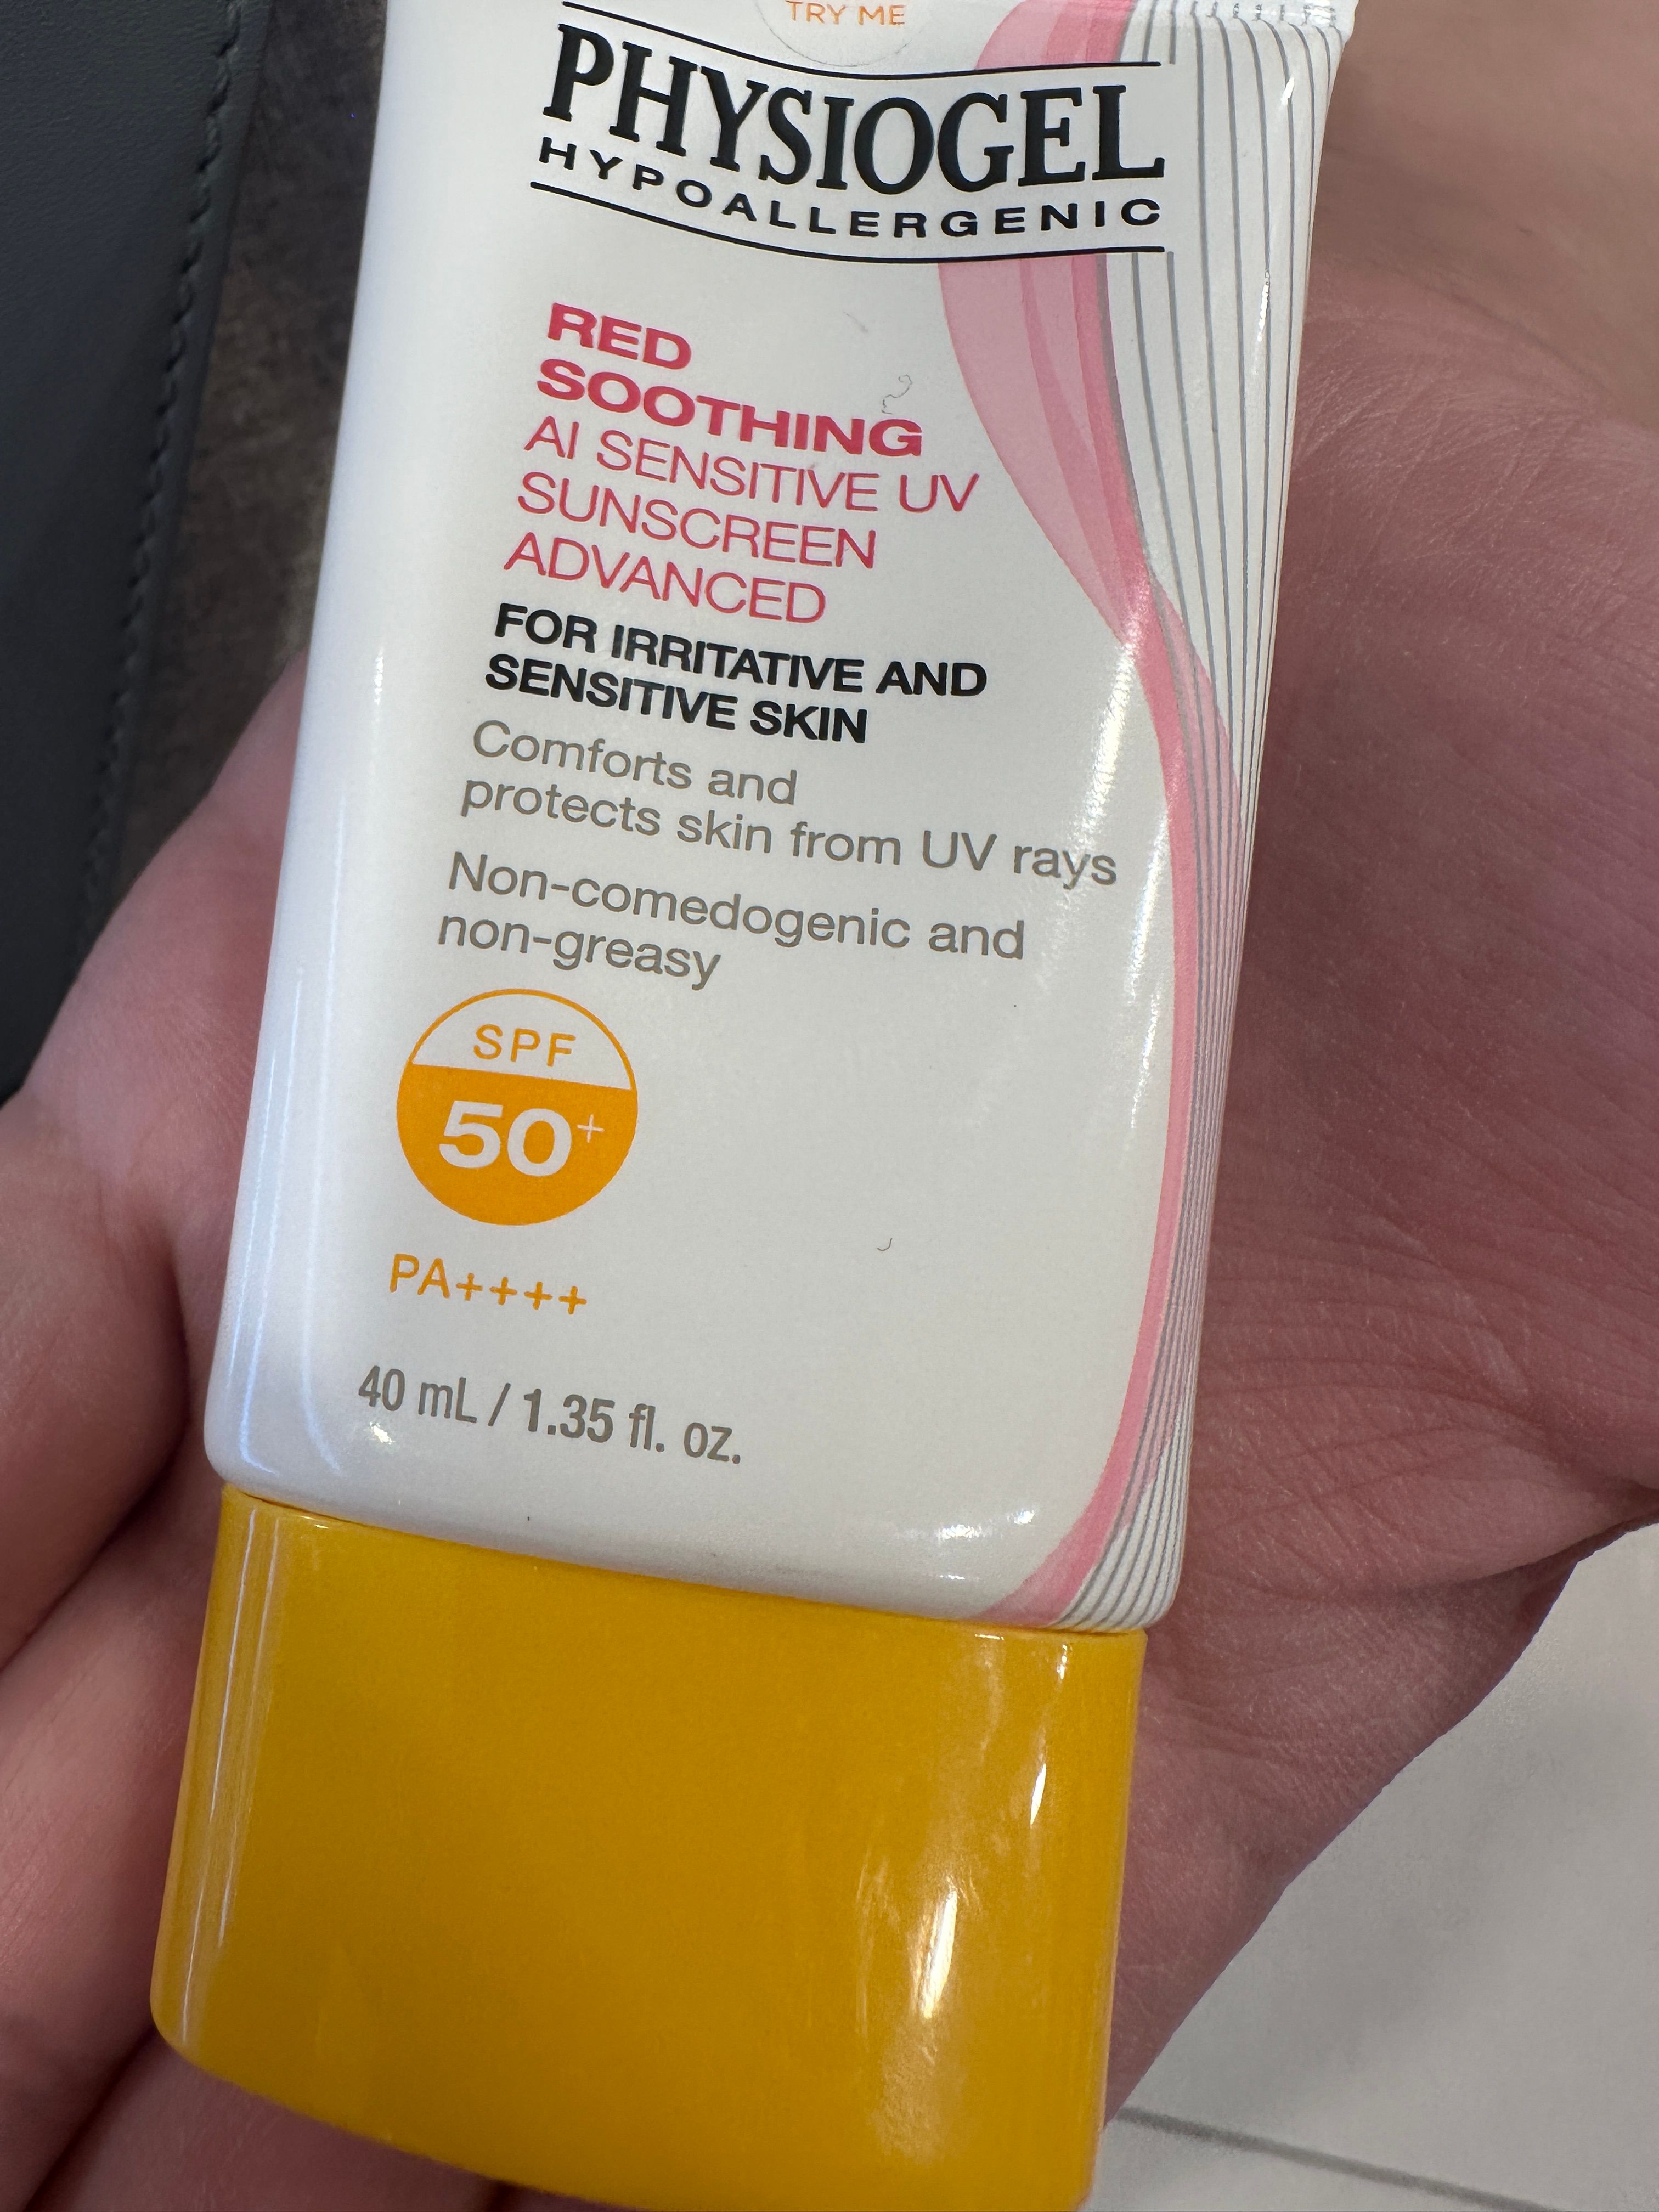 TRY ME
PHYSIOGEL
HYPOALLERGENIC
RED
SOOTHING
AI SENSITIVE UV
SUNSCREEN
ADVANCED
FOR IRRITATIVE AND
SENSITIVE SKIN
Comforts and
protects skin from UV rays
Non-comedogenic and
non-greasy
SPF
50+
PA++++
40 mL / 1.35 fl. oz.